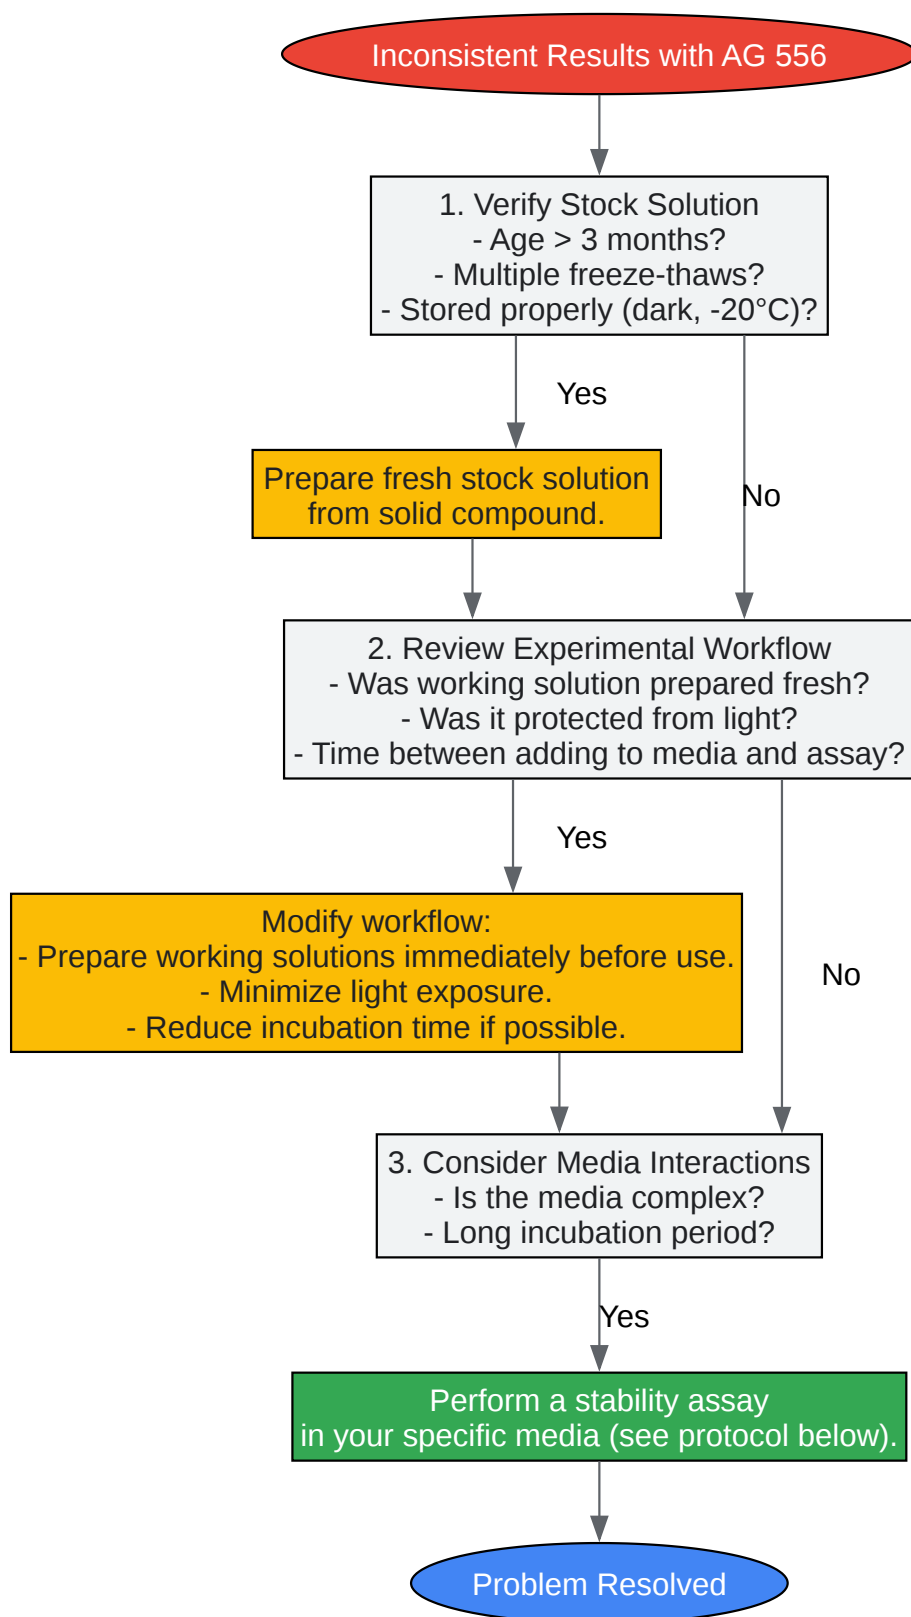 Inconsistent Results with AG 556
1. Verify Stock Solution
- Age > 3 months?
- Multiple freeze-thaws?
- Stored properly (dark, -20°C)?
Yes
Prepare fresh stock solution
from solid compound.
No
2. Review Experimental Workflow
- Was working solution prepared fresh?
- Was it protected from light?
- Time between adding to media and assay?
Yes
Modify workflow:
- Prepare working solutions immediately before use.
- Minimize light exposure.
- Reduce incubation time if possible.
No
3. Consider Media Interactions
- Is the media complex?
- Long incubation period?
Yes
Perform a stability assay
in your specific media (see protocol below).
Problem Resolved